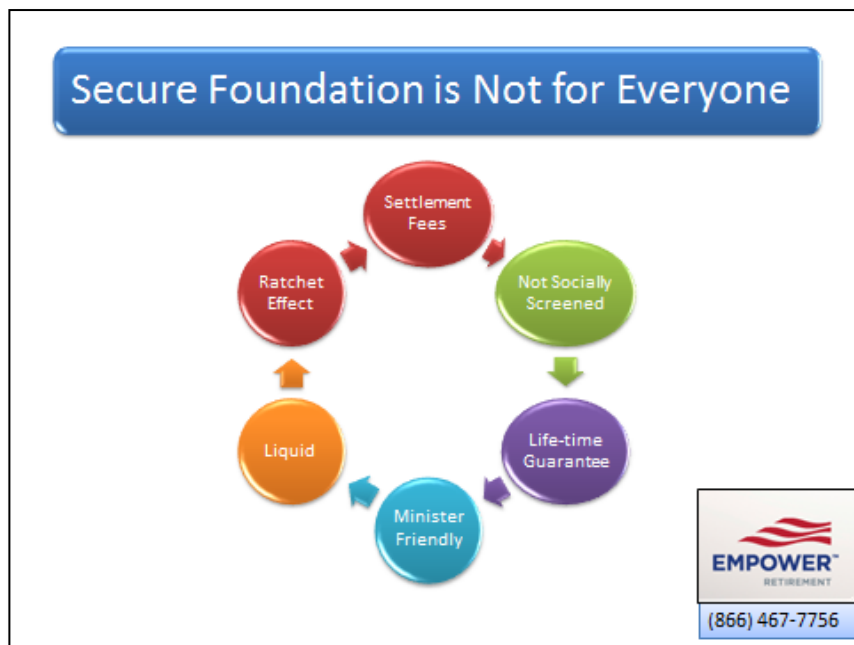 Secure Foundation is Not for Everyone
Settlement
Fees
Not Socially
Screened
Life-time
Guarantee
Minister
Friendly
Liquid
Ratchet
Effect
EMPOWER™
RETIREMENT
(866) 467-7756